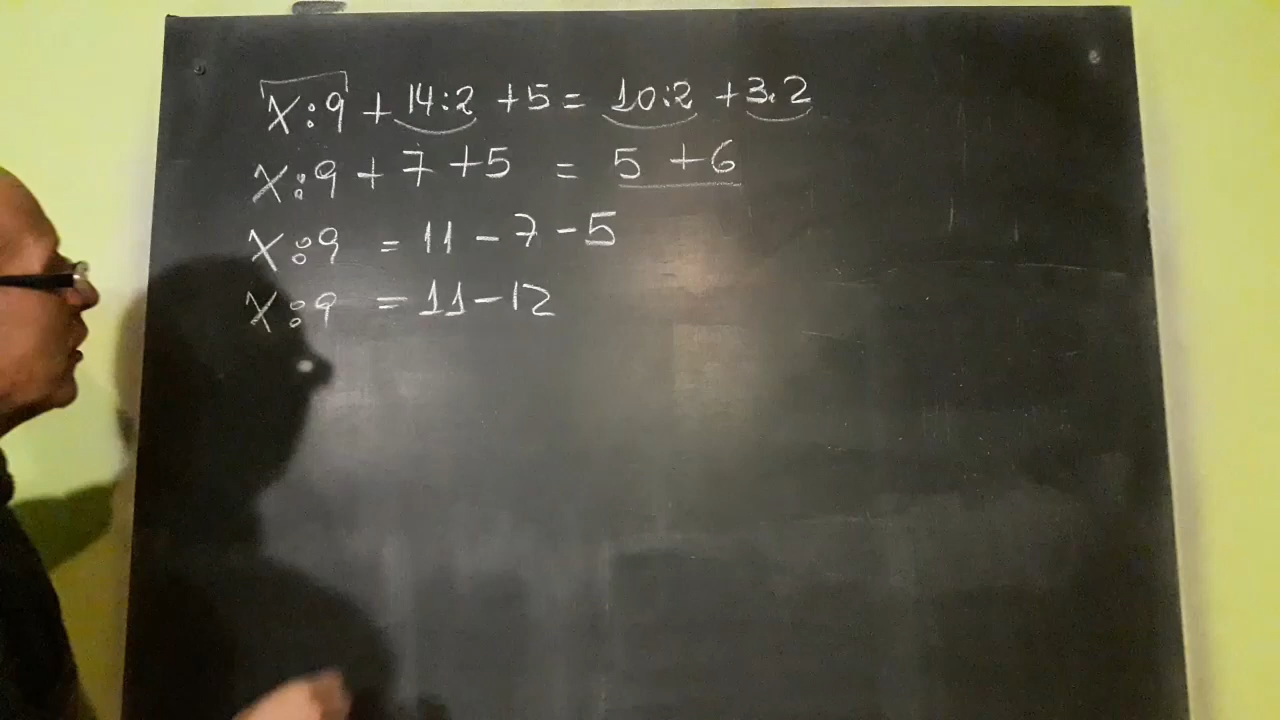 x:9 + 14:2 + 5 = 10:2 + 3.2
x:9 + 7 + 5 = 5 + 6
x:9 = 11 - 7 - 5
x:9 = 11 - 12